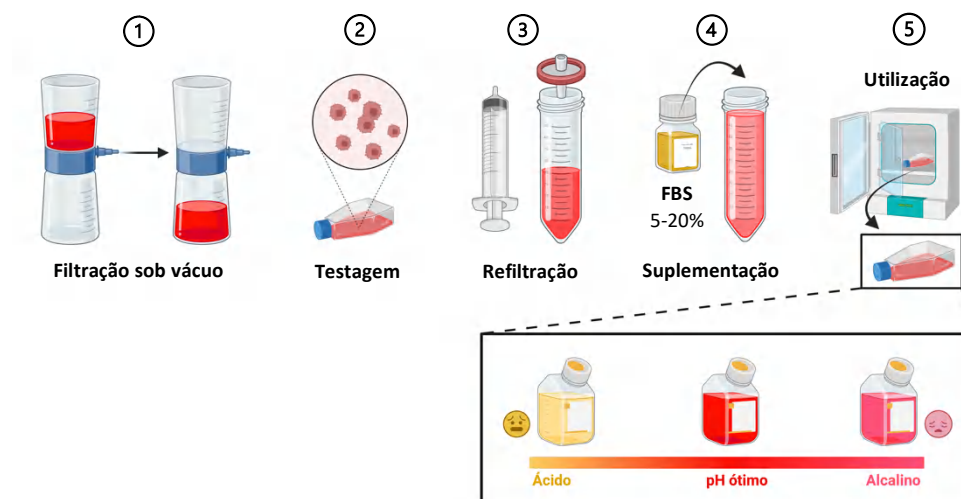 1
2
3
4
5
Utilização
FBS
5-20%
Filtração sob vácuo
Testagem
Refiltração
Suplementação
Ácido
pH ótimo
Alcalino